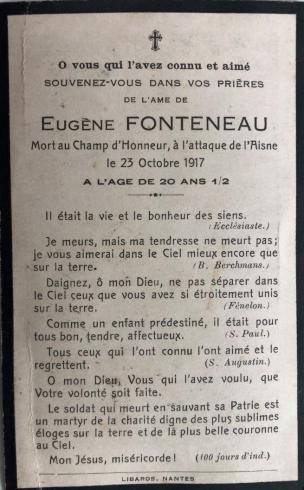 O vous qui l'avez connu et aimé
SOUVENEZ-VOUS DANS VOS PRIÈRES
DE L'AME DE
EUGÈNE FONTENEAU
Mort au Champ d'Honneur, à l'attaque de l'Aisne
le 23 Octobre 1917
A L'AGE DE 20 ANS 1/2
Il était la vie et le bonheur des siens.
(Ecclésiaste.)
Je meurs, mais ma tendresse ne meurt pas ;
je vous aimerai dans le Ciel mieux encore que
sur la terre. (B. Berchmans.)
Daignez, ô mon Dieu, ne pas séparer dans
le Ciel ceux que vous avez si étroitement unis
sur la terre. (Fénelon.)
Comme un enfant prédestiné, il était pour
tous bon, tendre, affectueux. (S. Paul.)
Tous ceux qui l'ont connu l'ont aimé et le
regrettent. (S. Augustin.)
O mon Dieu, Vous qui l'avez voulu, que
Votre volonté soit faite.
Le soldat qui meurt en sauvant sa Patrie est
un martyr de la charité digne des plus sublimes
éloges sur la terre et de la plus belle couronne
au Ciel.
Mon Jésus, miséricorde ! (100 jours d'ind.)
LIBAROS, NANTES